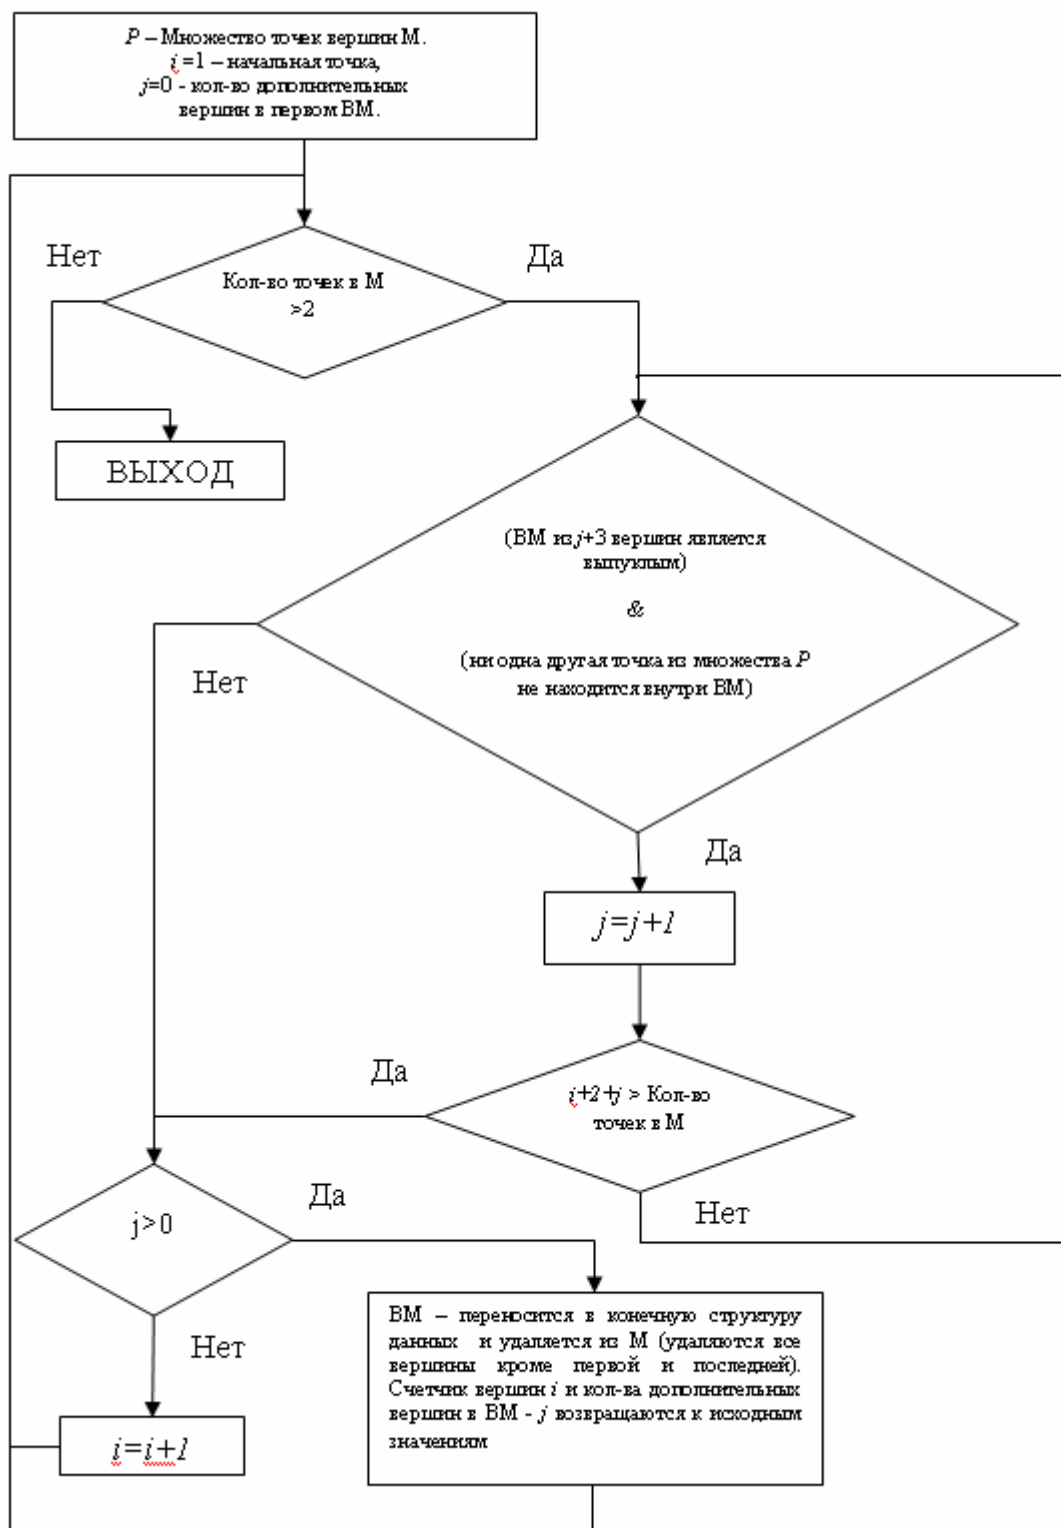 P – Множество точек вершин М.
i =1 – начальная точка,
j=0 - кол-во дополнительных
вершин в первом ВМ.
Нет
Да
Кол-во точек в М
>2
ВЫХОД
(ВМ из j+3 вершин является
выпуклым)
&
(ни одна другая точка из множества P
не находится внутри ВМ)
Нет
Да
j=j+1
Да
i+2+j > Кол-во
точек в М
Нет
j>0
Да
Нет
ВМ – переносится в конечную структуру
данных и удаляется из М (удаляются все
вершины кроме первой и последней).
Счетчик вершин i и кол-ва дополнительных
вершин в ВМ - j возвращаются к исходным
значениям
i=i+1